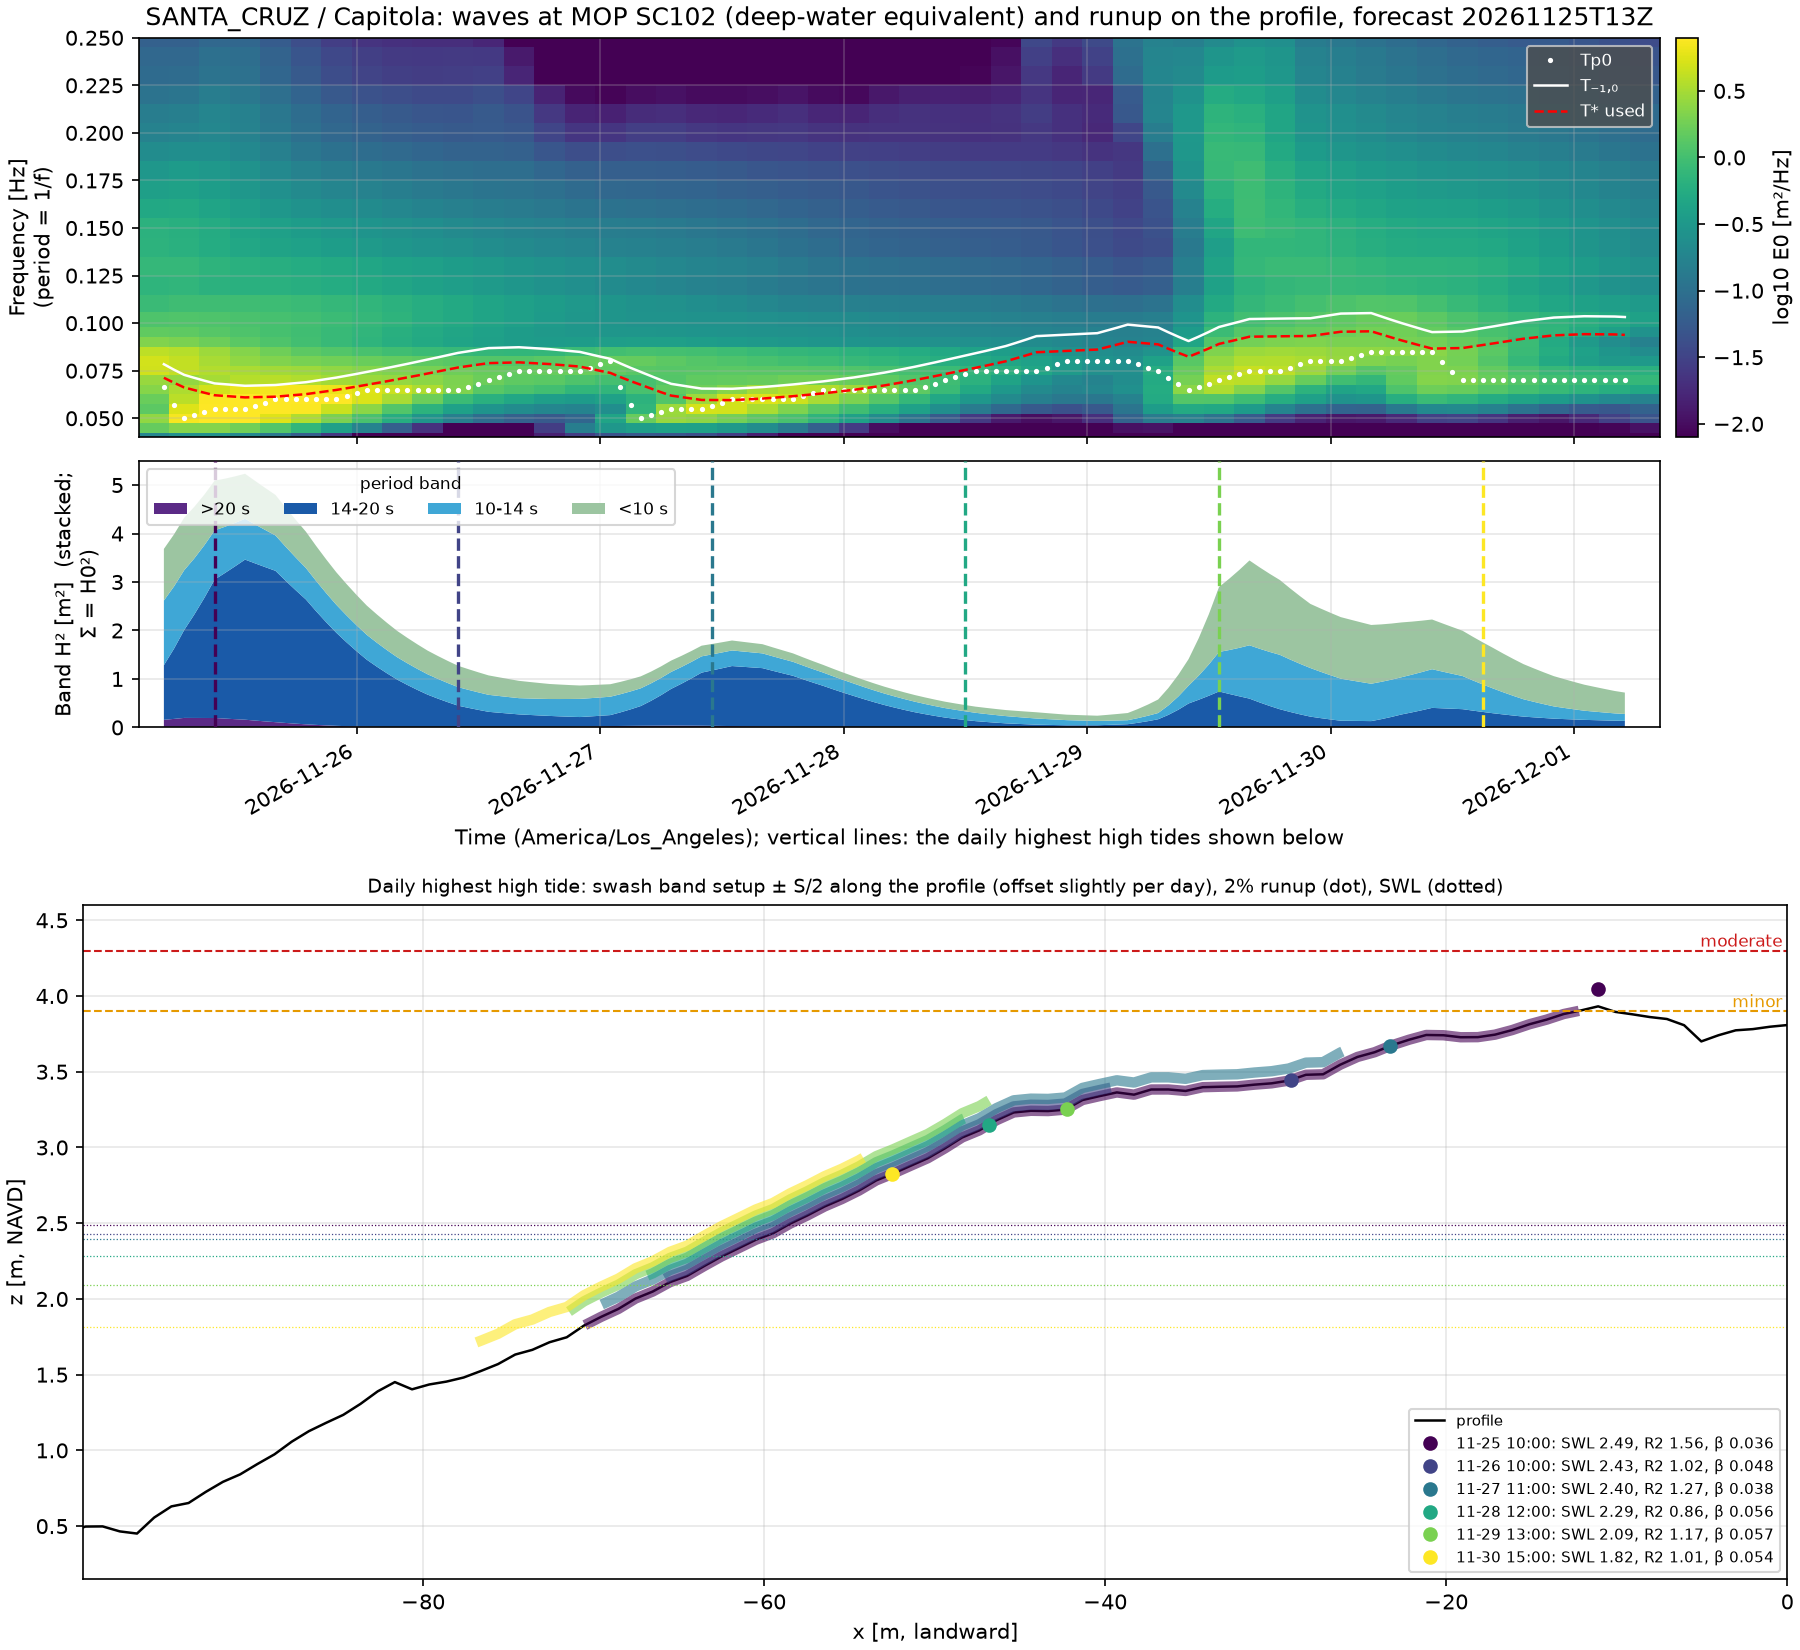 SANTA_CRUZ / Capitola: waves at MOP SC102 (deep-water equivalent) and runup on the profile, forecast 20261125T13Z
0.250
0.225
0.200
0.175
0.150
0.125
0.100
0.075
0.050
Frequency [Hz]
(period = 1/f)
Tp0
T₋₁,₀
T* used
0.5
0.0
−0.5
−1.0
−1.5
−2.0
log10 E0 [m²/Hz]
5
4
3
2
1
0
Band H² [m²]  (stacked;
Σ = H0²)
period band
>20 s
14-20 s
10-14 s
<10 s
2026-11-26
2026-11-27
2026-11-28
2026-11-29
2026-11-30
2026-12-01
Time (America/Los_Angeles); vertical lines: the daily highest high tides shown below
Daily highest high tide: swash band setup ± S/2 along the profile (offset slightly per day), 2% runup (dot), SWL (dotted)
4.5
4.0
3.5
3.0
2.5
2.0
1.5
1.0
0.5
z [m, NAVD]
moderate
minor
profile
11-25 10:00: SWL 2.49, R2 1.56, β 0.036
11-26 10:00: SWL 2.43, R2 1.02, β 0.048
11-27 11:00: SWL 2.40, R2 1.27, β 0.038
11-28 12:00: SWL 2.29, R2 0.86, β 0.056
11-29 13:00: SWL 2.09, R2 1.17, β 0.057
11-30 15:00: SWL 1.82, R2 1.01, β 0.054
−80
−60
−40
−20
0
x [m, landward]